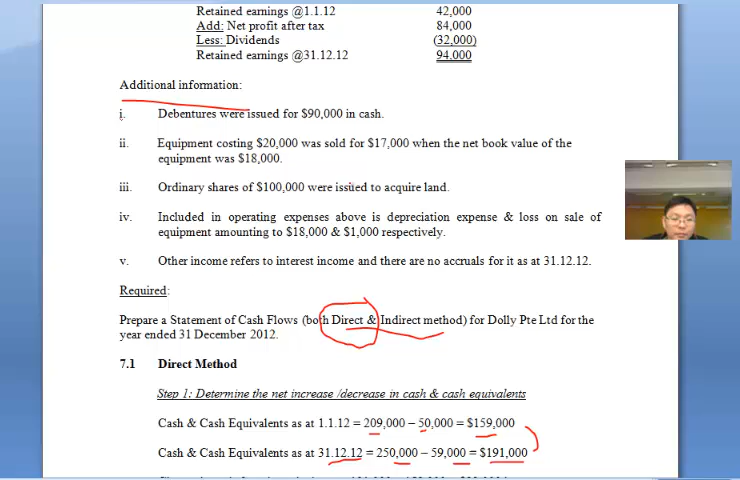 Retained earnings @1.1.12 42,000
Add: Net profit after tax 84,000
Less: Dividends (32,000)
Retained earnings @31.12.12 94,000
Additional information:
i. Debentures were issued for $90,000 in cash.
ii. Equipment costing $20,000 was sold for $17,000 when the net book value of the
equipment was $18,000.
iii. Ordinary shares of $100,000 were issued to acquire land.
iv. Included in operating expenses above is depreciation expense & loss on sale of
equipment amounting to $18,000 & $1,000 respectively.
v. Other income refers to interest income and there are no accruals for it as at 31.12.12.
Required:
Prepare a Statement of Cash Flows (both Direct & Indirect method) for Dolly Pte Ltd for the
year ended 31 December 2012.
7.1 Direct Method
Step 1: Determine the net increase /decrease in cash & cash equivalents
Cash & Cash Equivalents as at 1.1.12 = 209,000 – 50,000 = $159,000
Cash & Cash Equivalents as at 31.12.12 = 250,000 – 59,000 = $191,000